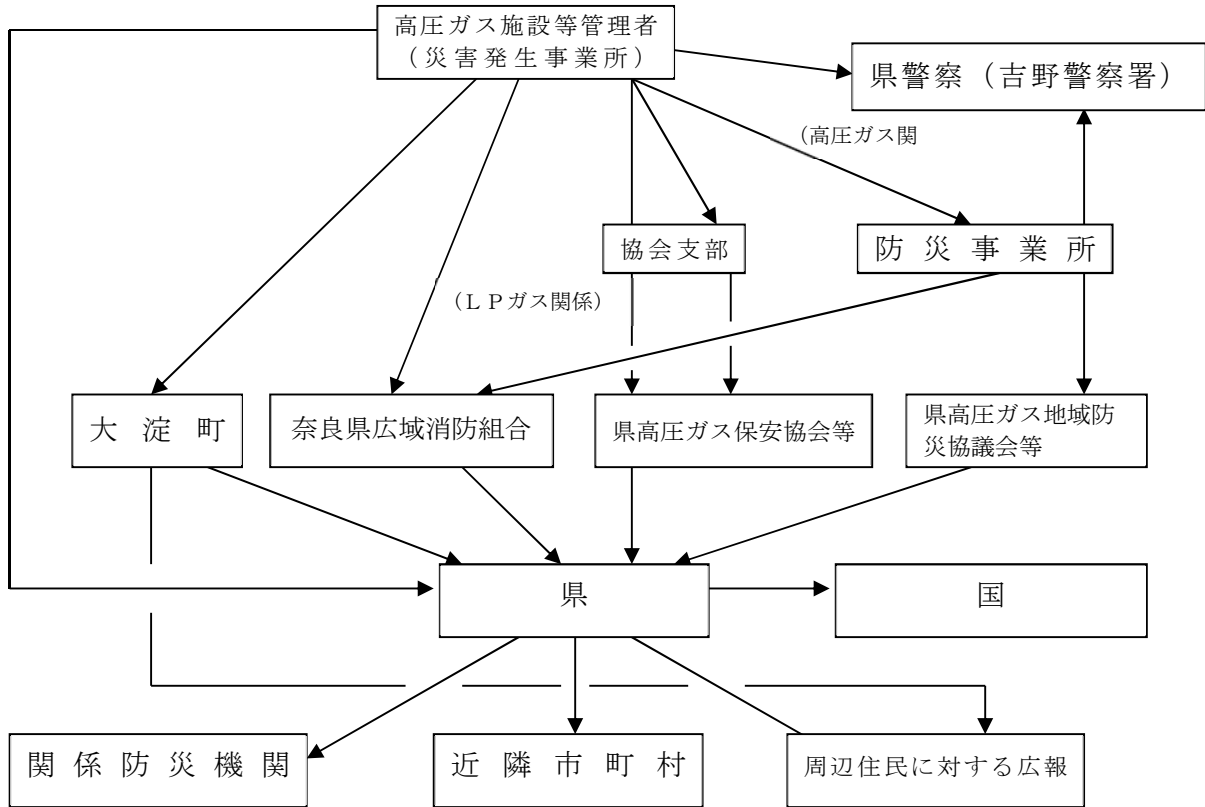 高圧ガス施設等管理者
（災害発生事業所）
県警察（吉野警察署）
（高圧ガス関
協会支部
防災事業所
（ＬＰガス関係）
大淀町
奈良県広域消防組合
県高圧ガス保安協会等
県高圧ガス地域防
災協議会等
県
国
関係防災機関
近隣市町村
周辺住民に対する広報